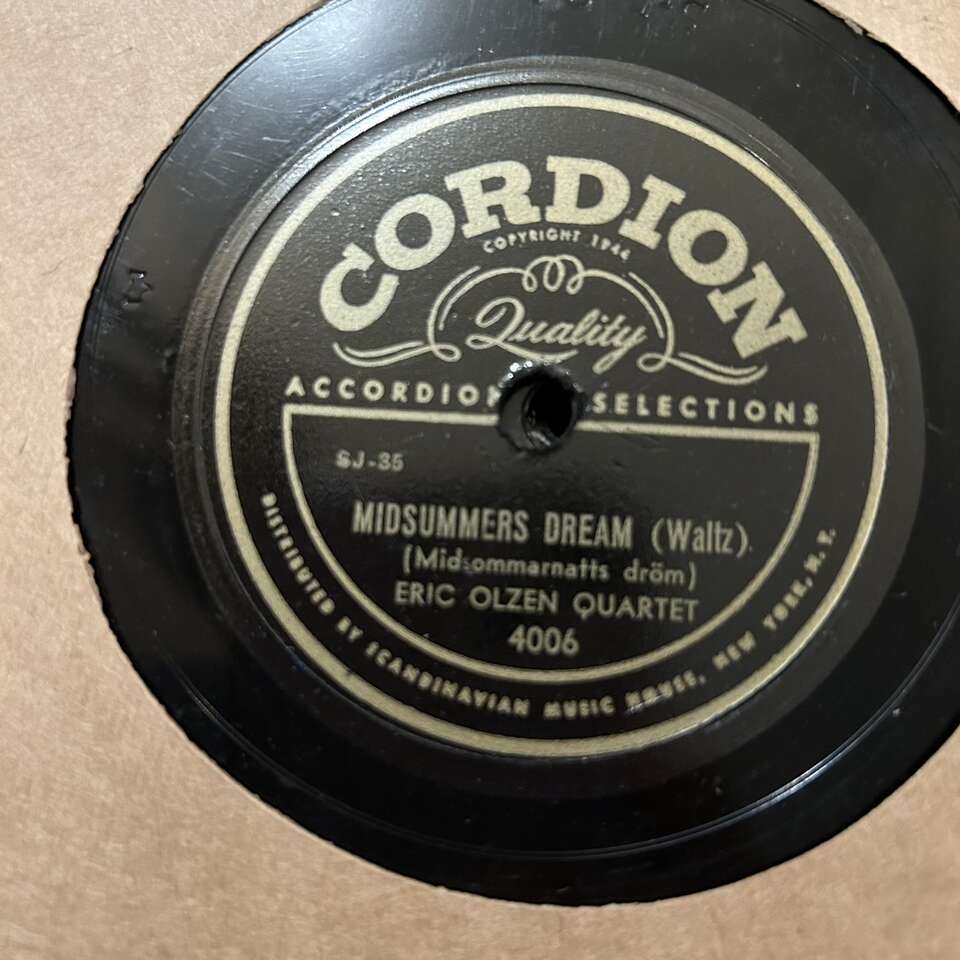 CORDION
COPYRIGHT 1944
Quality
ACCORDION SELECTIONS
SJ-35
MIDSUMMERS DREAM (Waltz)
(Midsommarnatts dröm)
ERIC OLZEN QUARTET
4006
DISTRIBUTED BY SCANDINAVIAN MUSIC HOUSE, NEW YORK, N.Y.